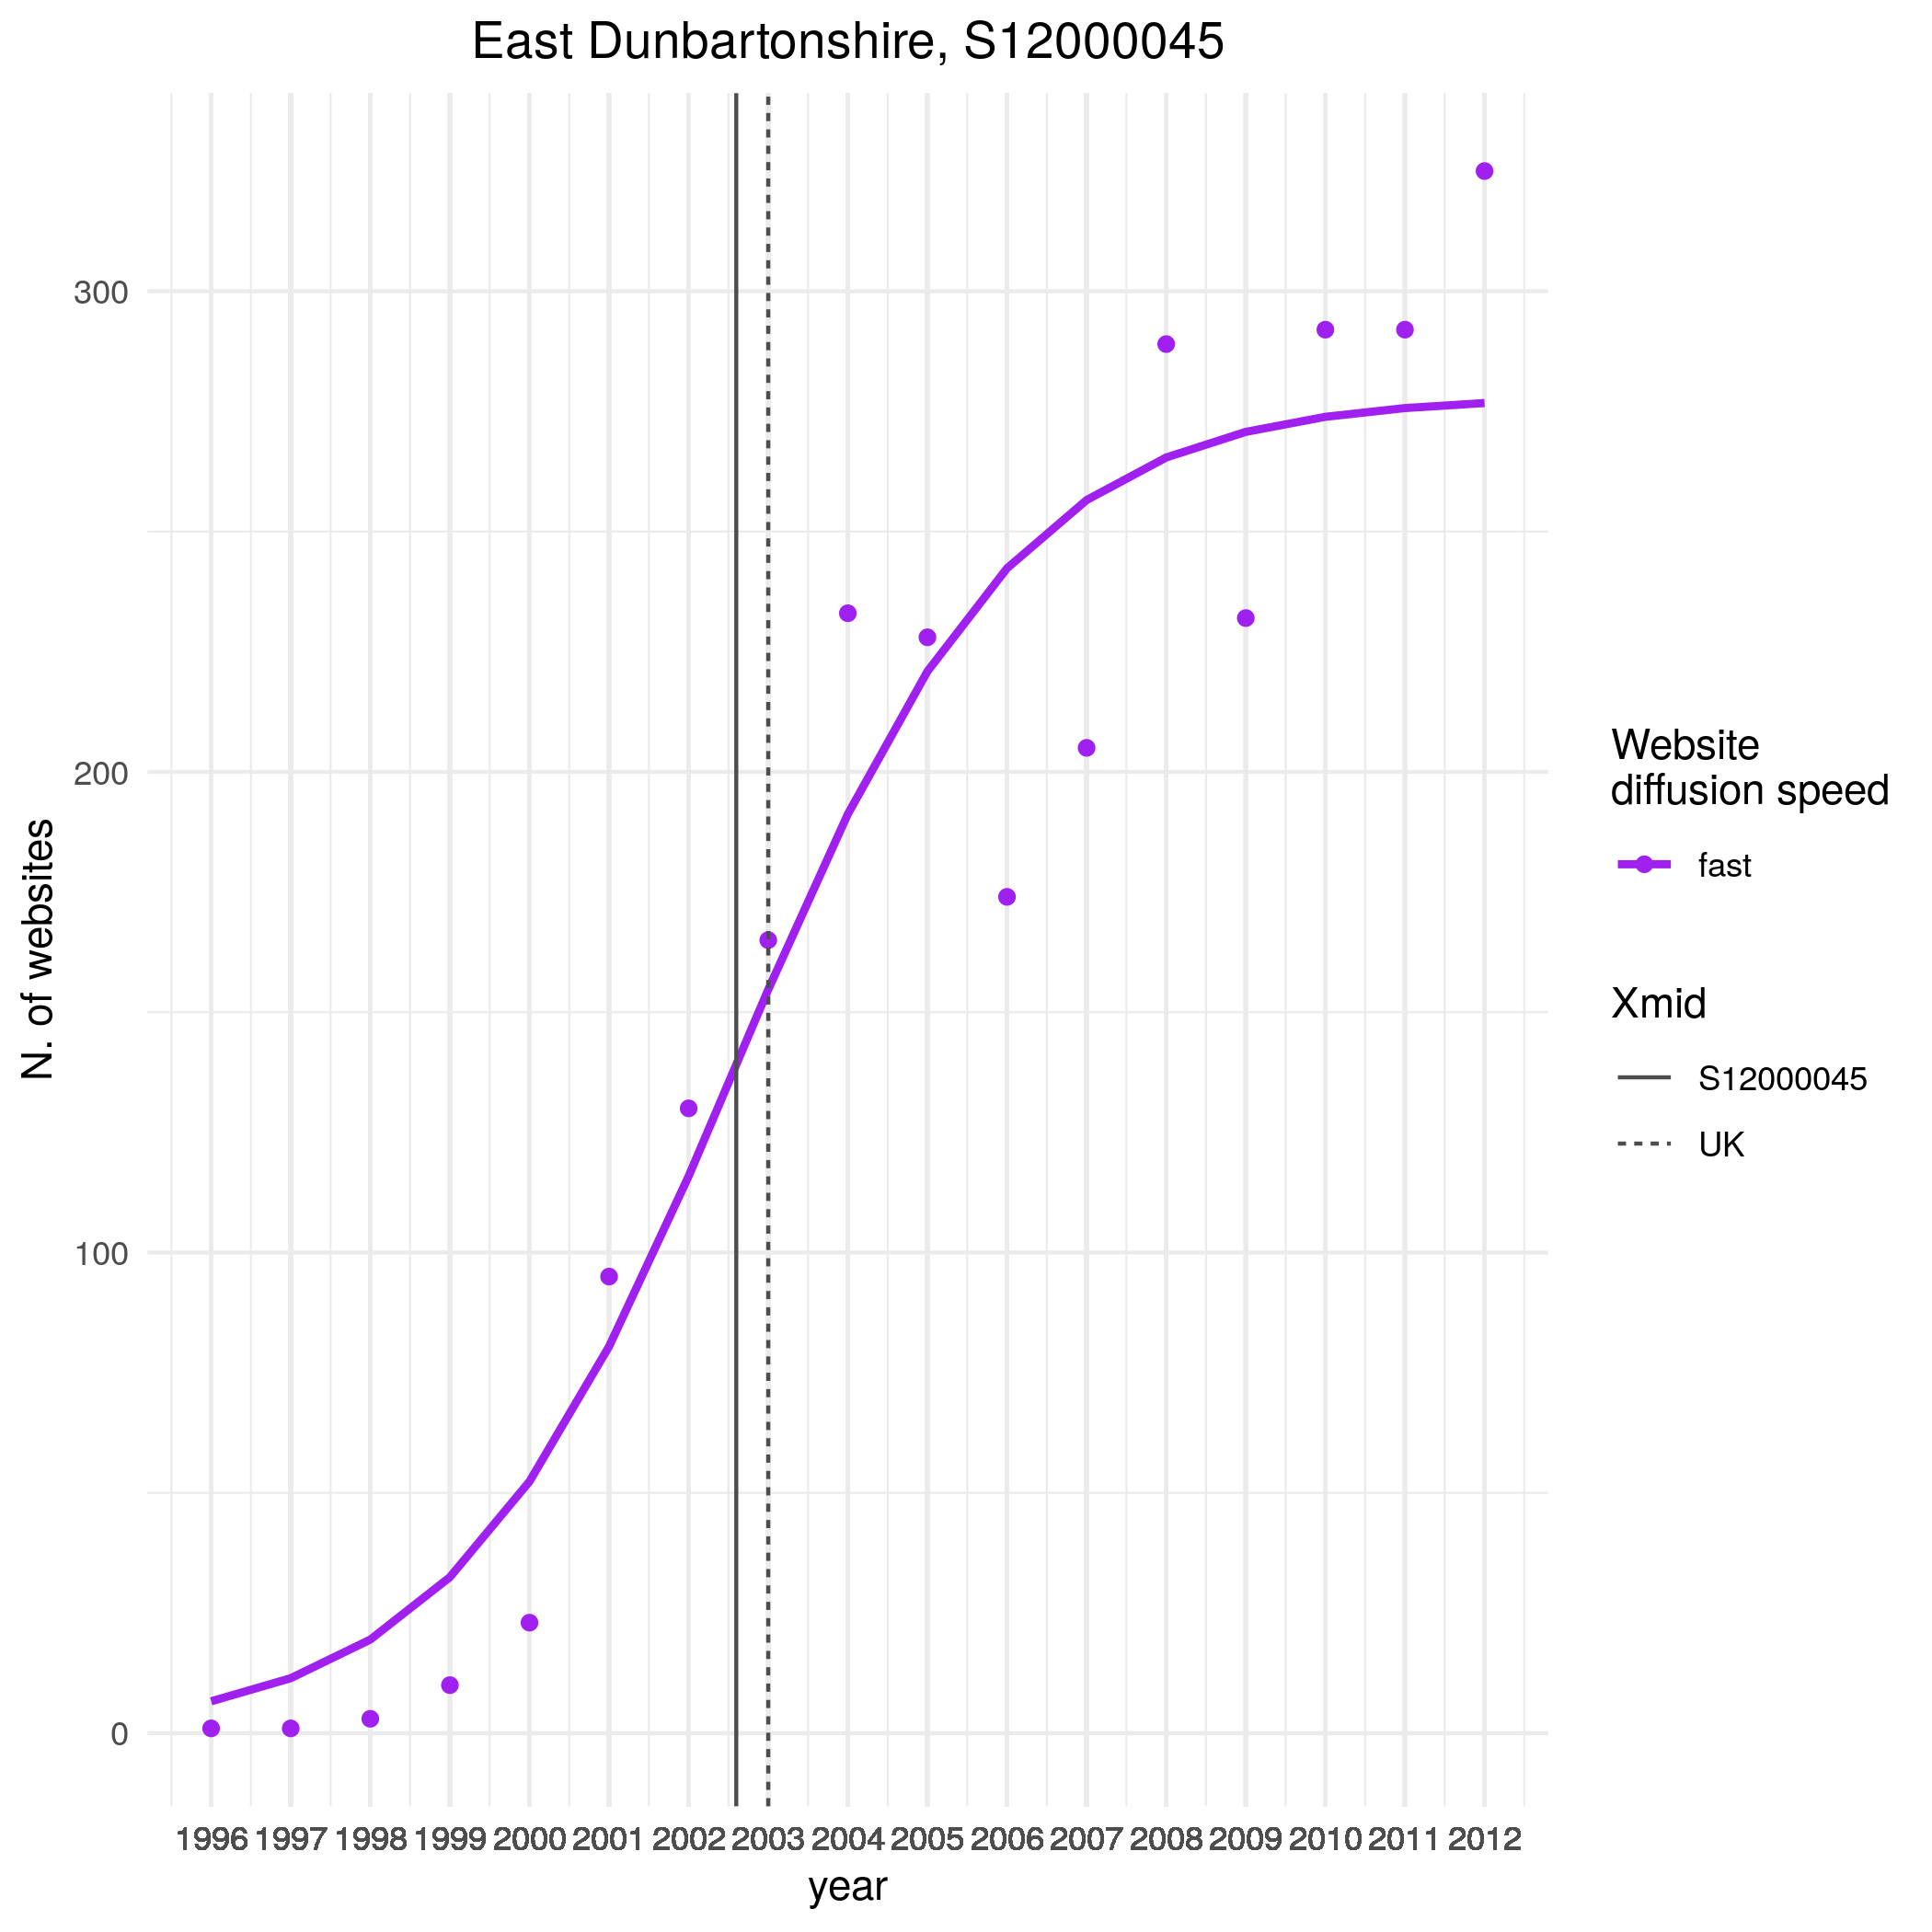 East Dunbartonshire, S12000045
300
200
100
0
N. of websites
1996 1997 1998 1999 2000 2001 2002 2003 2004 2005 2006 2007 2008 2009 2010 2011 2012
year
Website
diffusion speed
fast
Xmid
S12000045
UK